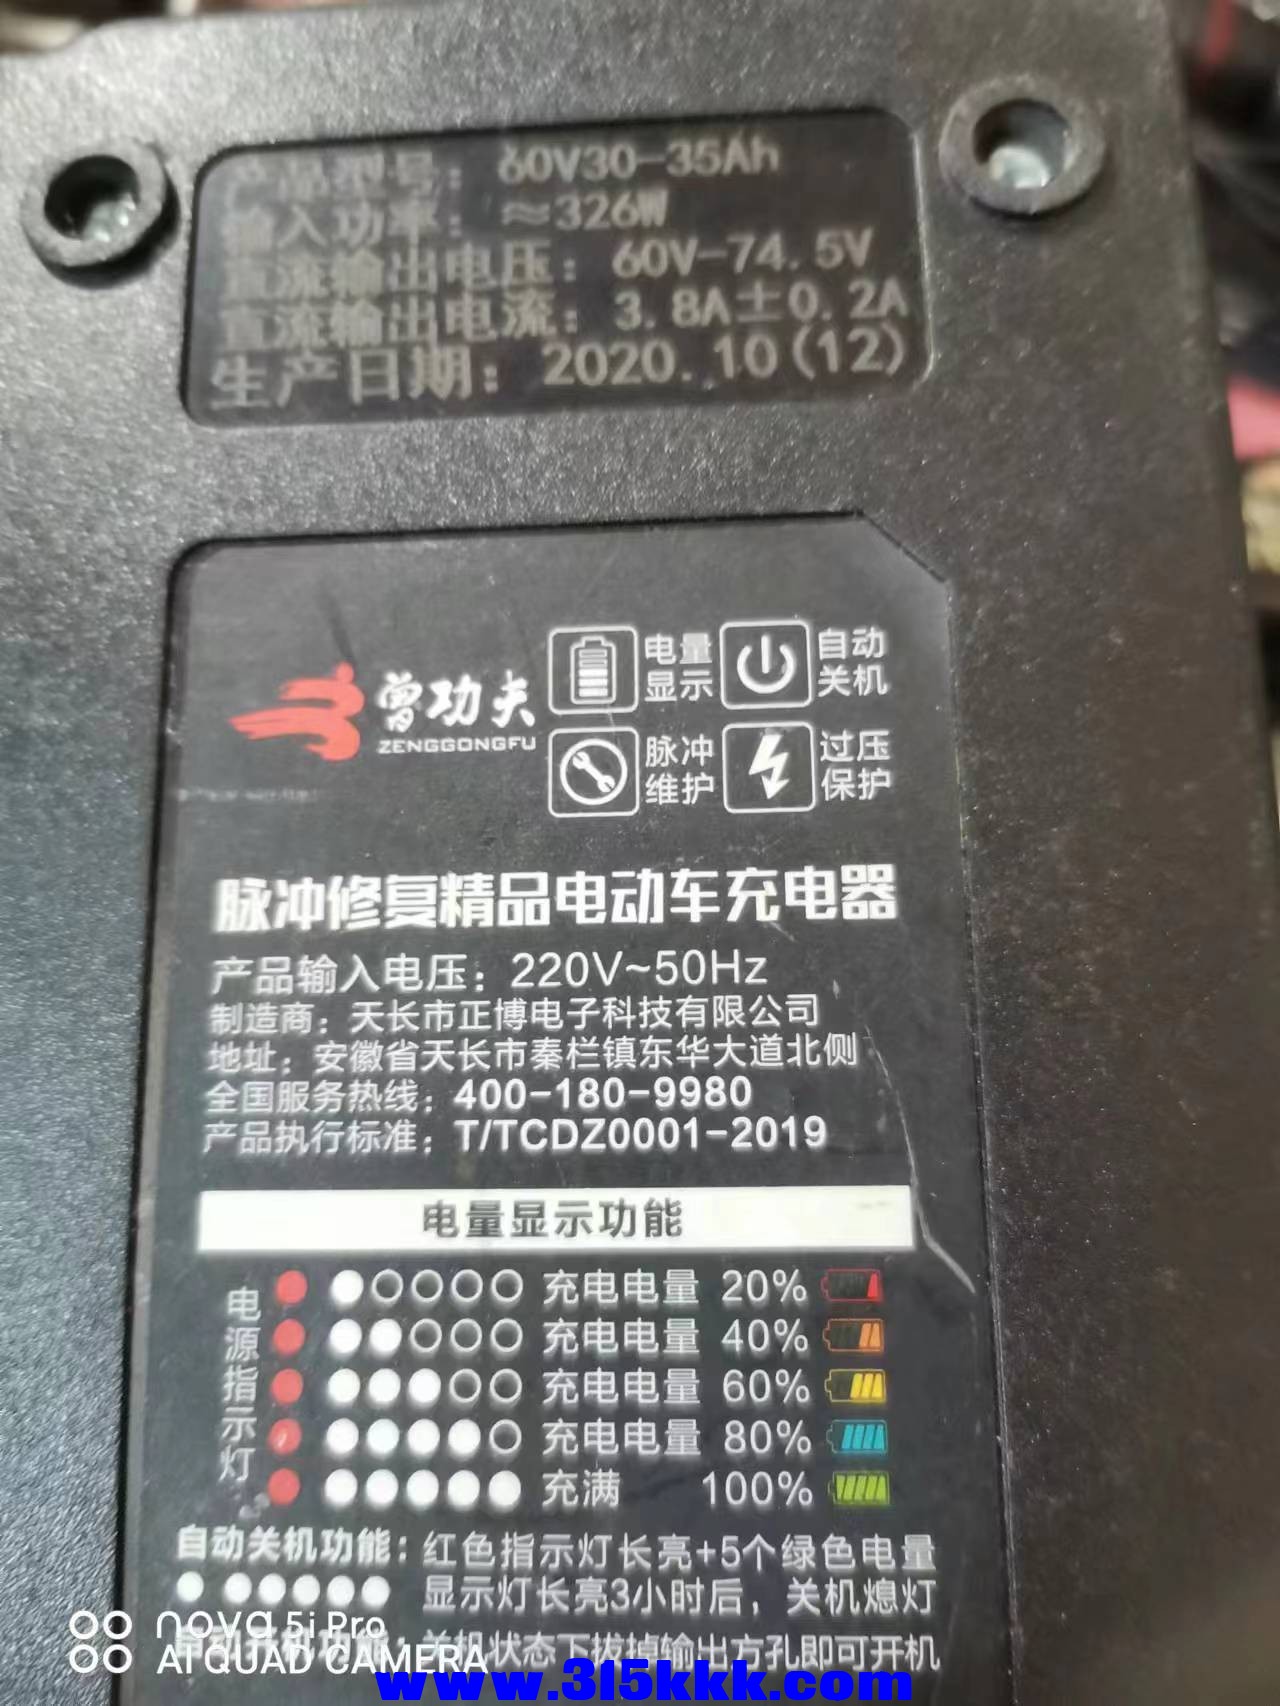 产品型号：60V30-35Ah
输入功率：≈326W
直流输出电压：60V-74.5V
直流输出电流：3.8A±0.2A
生产日期：2020.10(12)
曾功夫
ZENGGONGFU
电量显示
自动关机
脉冲维护
过压保护
脉冲修复精品电动车充电器
产品输入电压：220V~50Hz
制造商：天长市正博电子科技有限公司
地址：安徽省天长市秦栏镇东华大道北侧
全国服务热线：400-180-9980
产品执行标准：T/TCDZ0001-2019
电量显示功能
电源指示灯
充电电量 20%
充电电量 40%
充电电量 60%
充电电量 80%
充满 100%
自动关机功能：红色指示灯长亮+5个绿色电量
显示灯长亮3小时后，关机熄灯
自动开机功能：关机状态下拔掉输出方孔即可开机
nova 5i Pro
AI QUAD CAMERA
www.315kkk.com